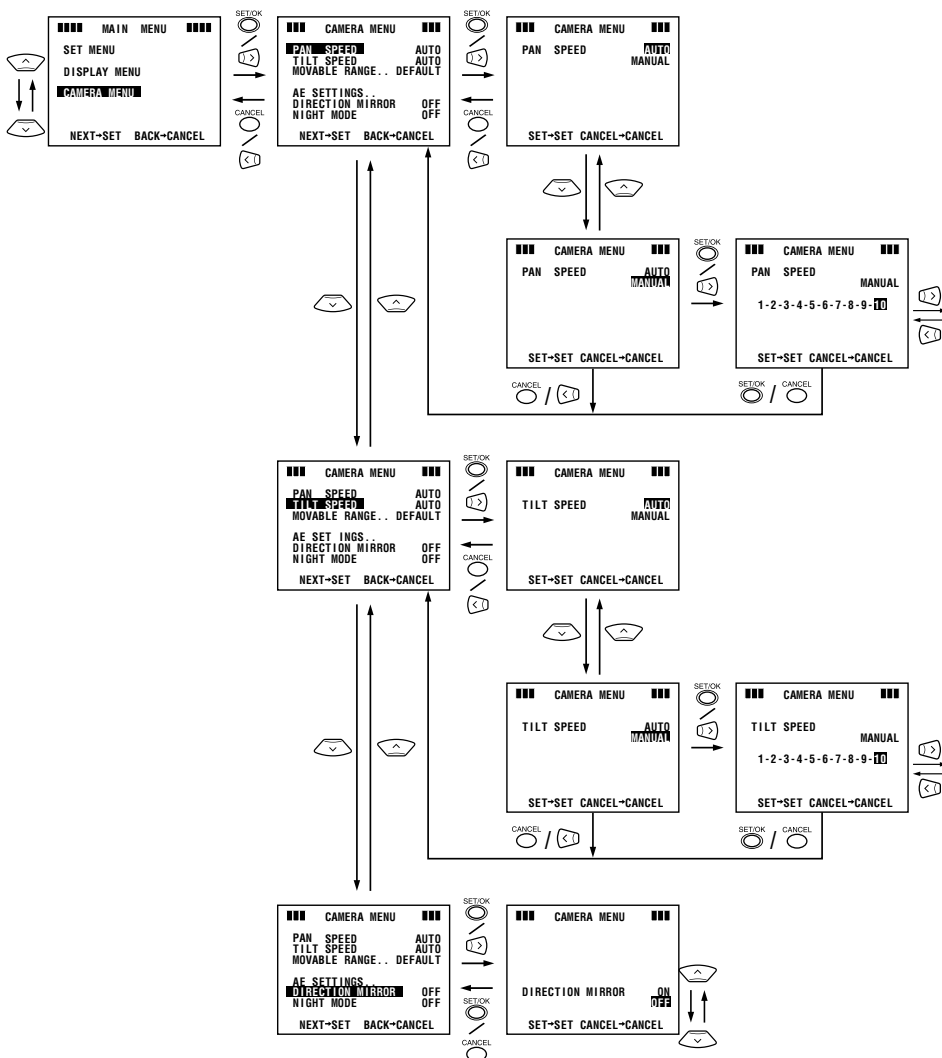 MAIN MENU
SET MENU
DISPLAY MENU
CAMERA MENU
NEXT→SET BACK→CANCEL
SET/OK
/
CANCEL
/
CAMERA MENU
PAN SPEED AUTO
TILT SPEED AUTO
MOVABLE RANGE.. DEFAULT
AE SETTINGS..
DIRECTION MIRROR OFF
NIGHT MODE OFF
NEXT→SET BACK→CANCEL
SET/OK
/
CANCEL
/
CAMERA MENU
PAN SPEED AUTO
MANUAL
SET→SET CANCEL→CANCEL
CAMERA MENU
PAN SPEED AUTO
MANUAL
SET→SET CANCEL→CANCEL
SET/OK
/
CAMERA MENU
PAN SPEED
MANUAL
1-2-3-4-5-6-7-8-9-10
SET→SET CANCEL→CANCEL
CANCEL /
SET/OK / CANCEL
CAMERA MENU
PAN SPEED AUTO
TILT SPEED AUTO
MOVABLE RANGE.. DEFAULT
AE SET INGS..
DIRECTION MIRROR OFF
NIGHT MODE OFF
NEXT→SET BACK→CANCEL
SET/OK
/
CANCEL
/
CAMERA MENU
TILT SPEED AUTO
MANUAL
SET→SET CANCEL→CANCEL
CAMERA MENU
TILT SPEED AUTO
MANUAL
SET→SET CANCEL→CANCEL
SET/OK
/
CAMERA MENU
TILT SPEED
MANUAL
1-2-3-4-5-6-7-8-9-10
SET→SET CANCEL→CANCEL
CANCEL /
SET/OK / CANCEL
CAMERA MENU
PAN SPEED AUTO
TILT SPEED AUTO
MOVABLE RANGE.. DEFAULT
AE SETTINGS..
DIRECTION MIRROR OFF
NIGHT MODE OFF
NEXT→SET BACK→CANCEL
SET/OK
/
SET/OK
/
CANCEL
CAMERA MENU
DIRECTION MIRROR ON
OFF
SET→SET CANCEL→CANCEL